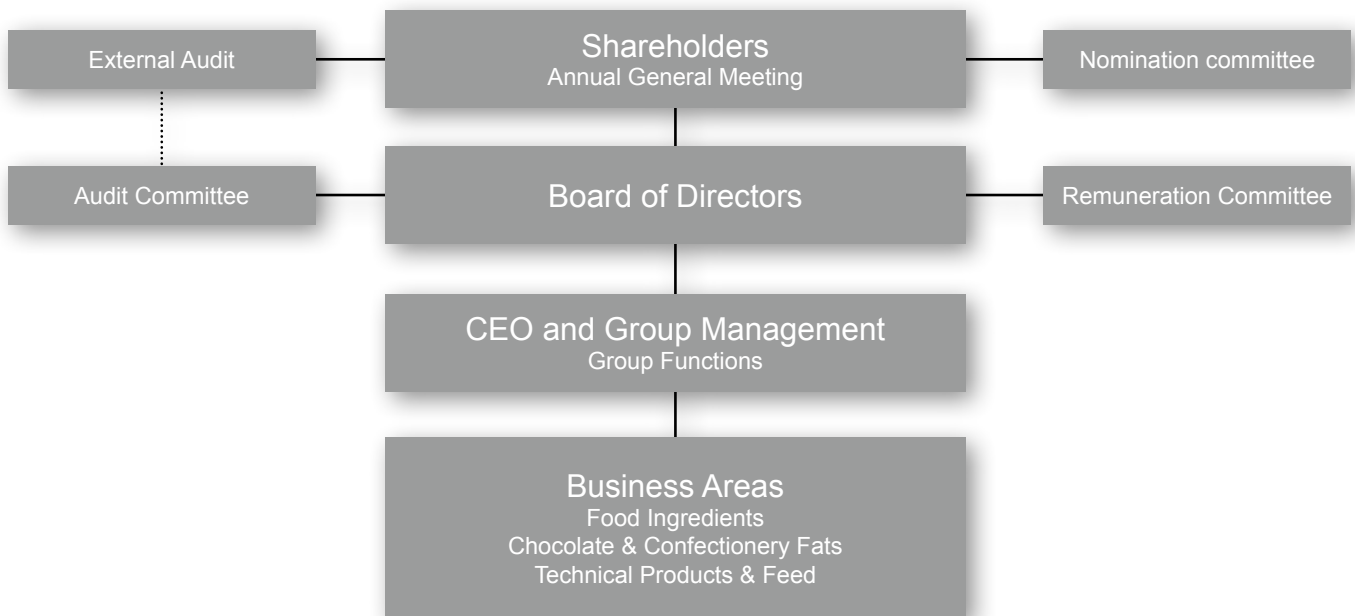 External Audit
Shareholders
Annual General Meeting
Nomination committee
Audit Committee
Board of Directors
Remuneration Committee
CEO and Group Management
Group Functions
Business Areas
Food Ingredients
Chocolate & Confectionery Fats
Technical Products & Feed